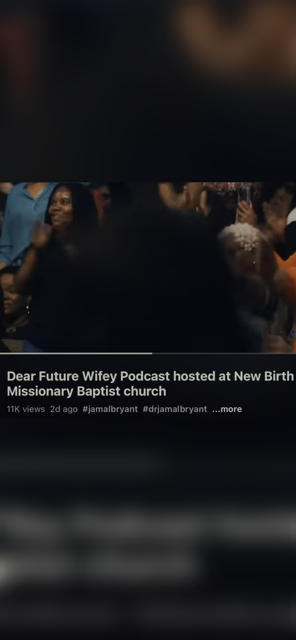 Dear Future Wifey Podcast hosted at New Birth
Missionary Baptist church
11K views 2d ago #jamalbryant #drjamalbryant ...more